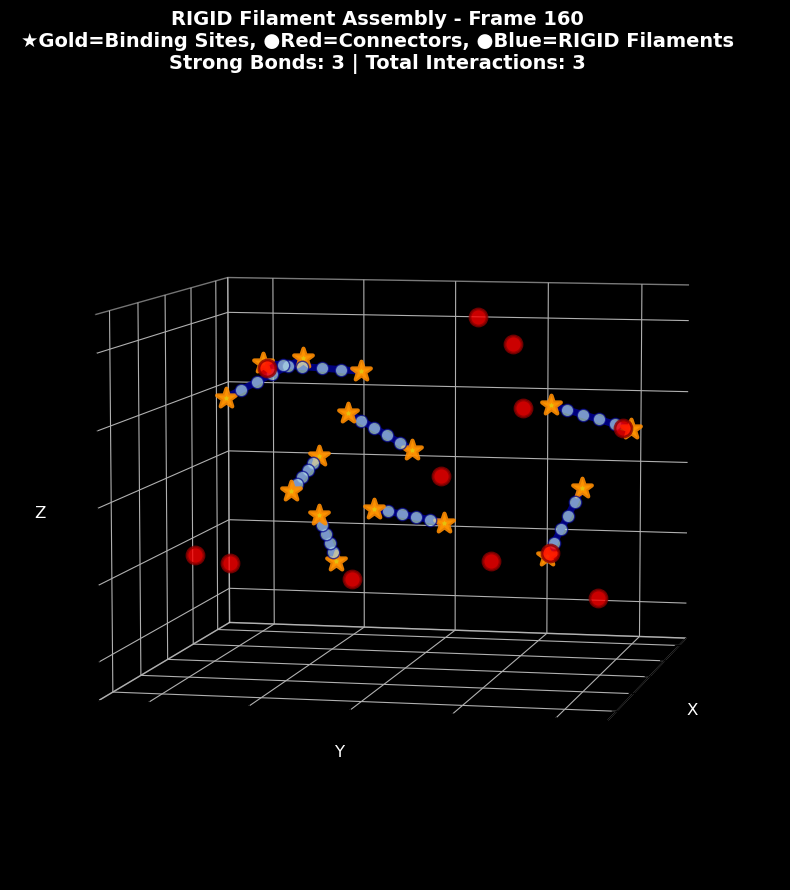 RIGID Filament Assembly - Frame 160
★Gold=Binding Sites, ●Red=Connectors, ●Blue=RIGID Filaments
Strong Bonds: 3 | Total Interactions: 3
Z
X
Y